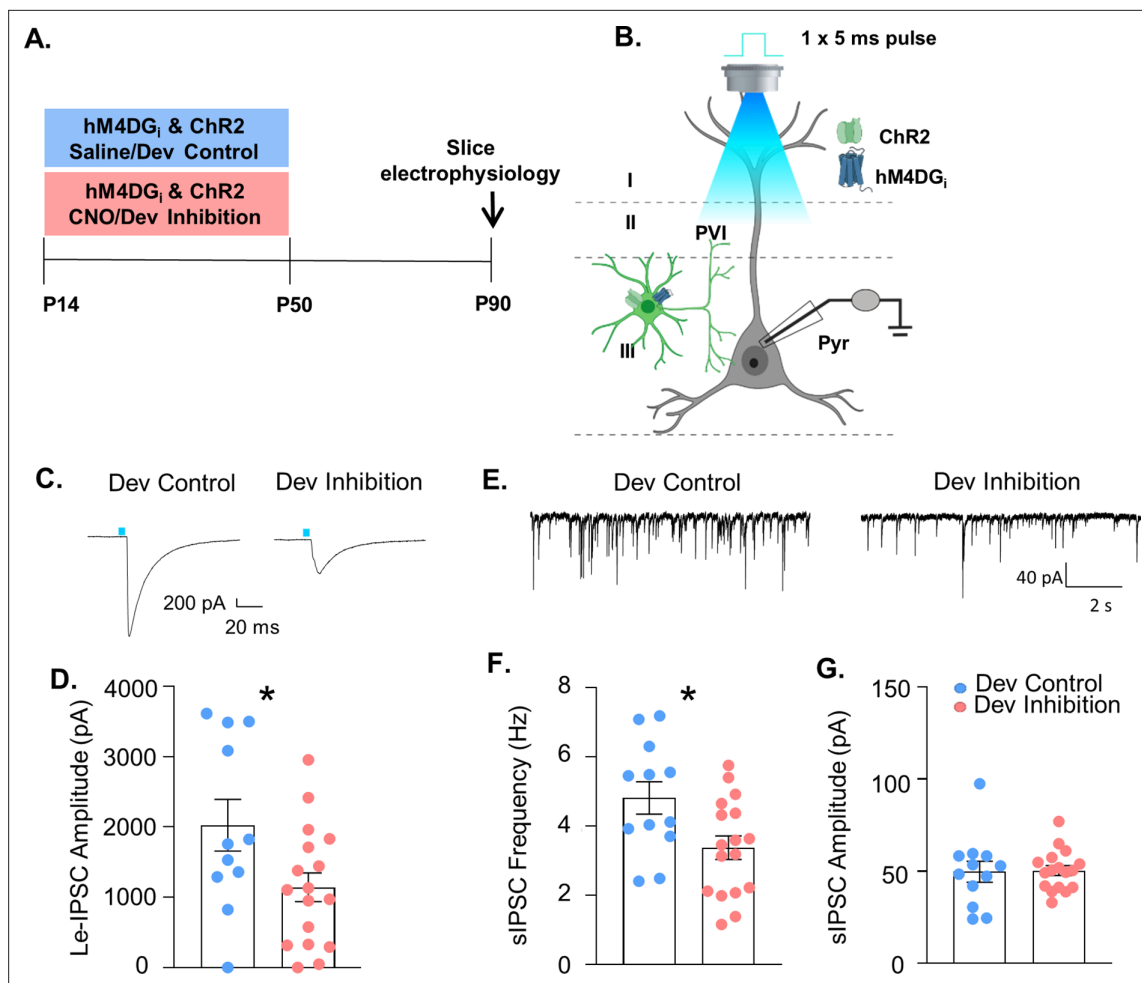 A.
hM4DGi & ChR2
Saline/Dev Control
hM4DGi & ChR2
CNO/Dev Inhibition
Slice
electrophysiology
P14
P50
P90
B.
1 x 5 ms pulse
ChR2
hM4DGi
I
II
PVI
III
Pyr
C.
Dev Control
Dev Inhibition
200 pA
20 ms
E.
Dev Control
Dev Inhibition
40 pA
2 s
D.
*
Le-IPSC Amplitude (pA)
4000
3000
2000
1000
0
F.
*
sIPSC Frequency (Hz)
8
6
4
2
0
G.
Dev Control
Dev Inhibition
sIPSC Amplitude (pA)
150
100
50
0